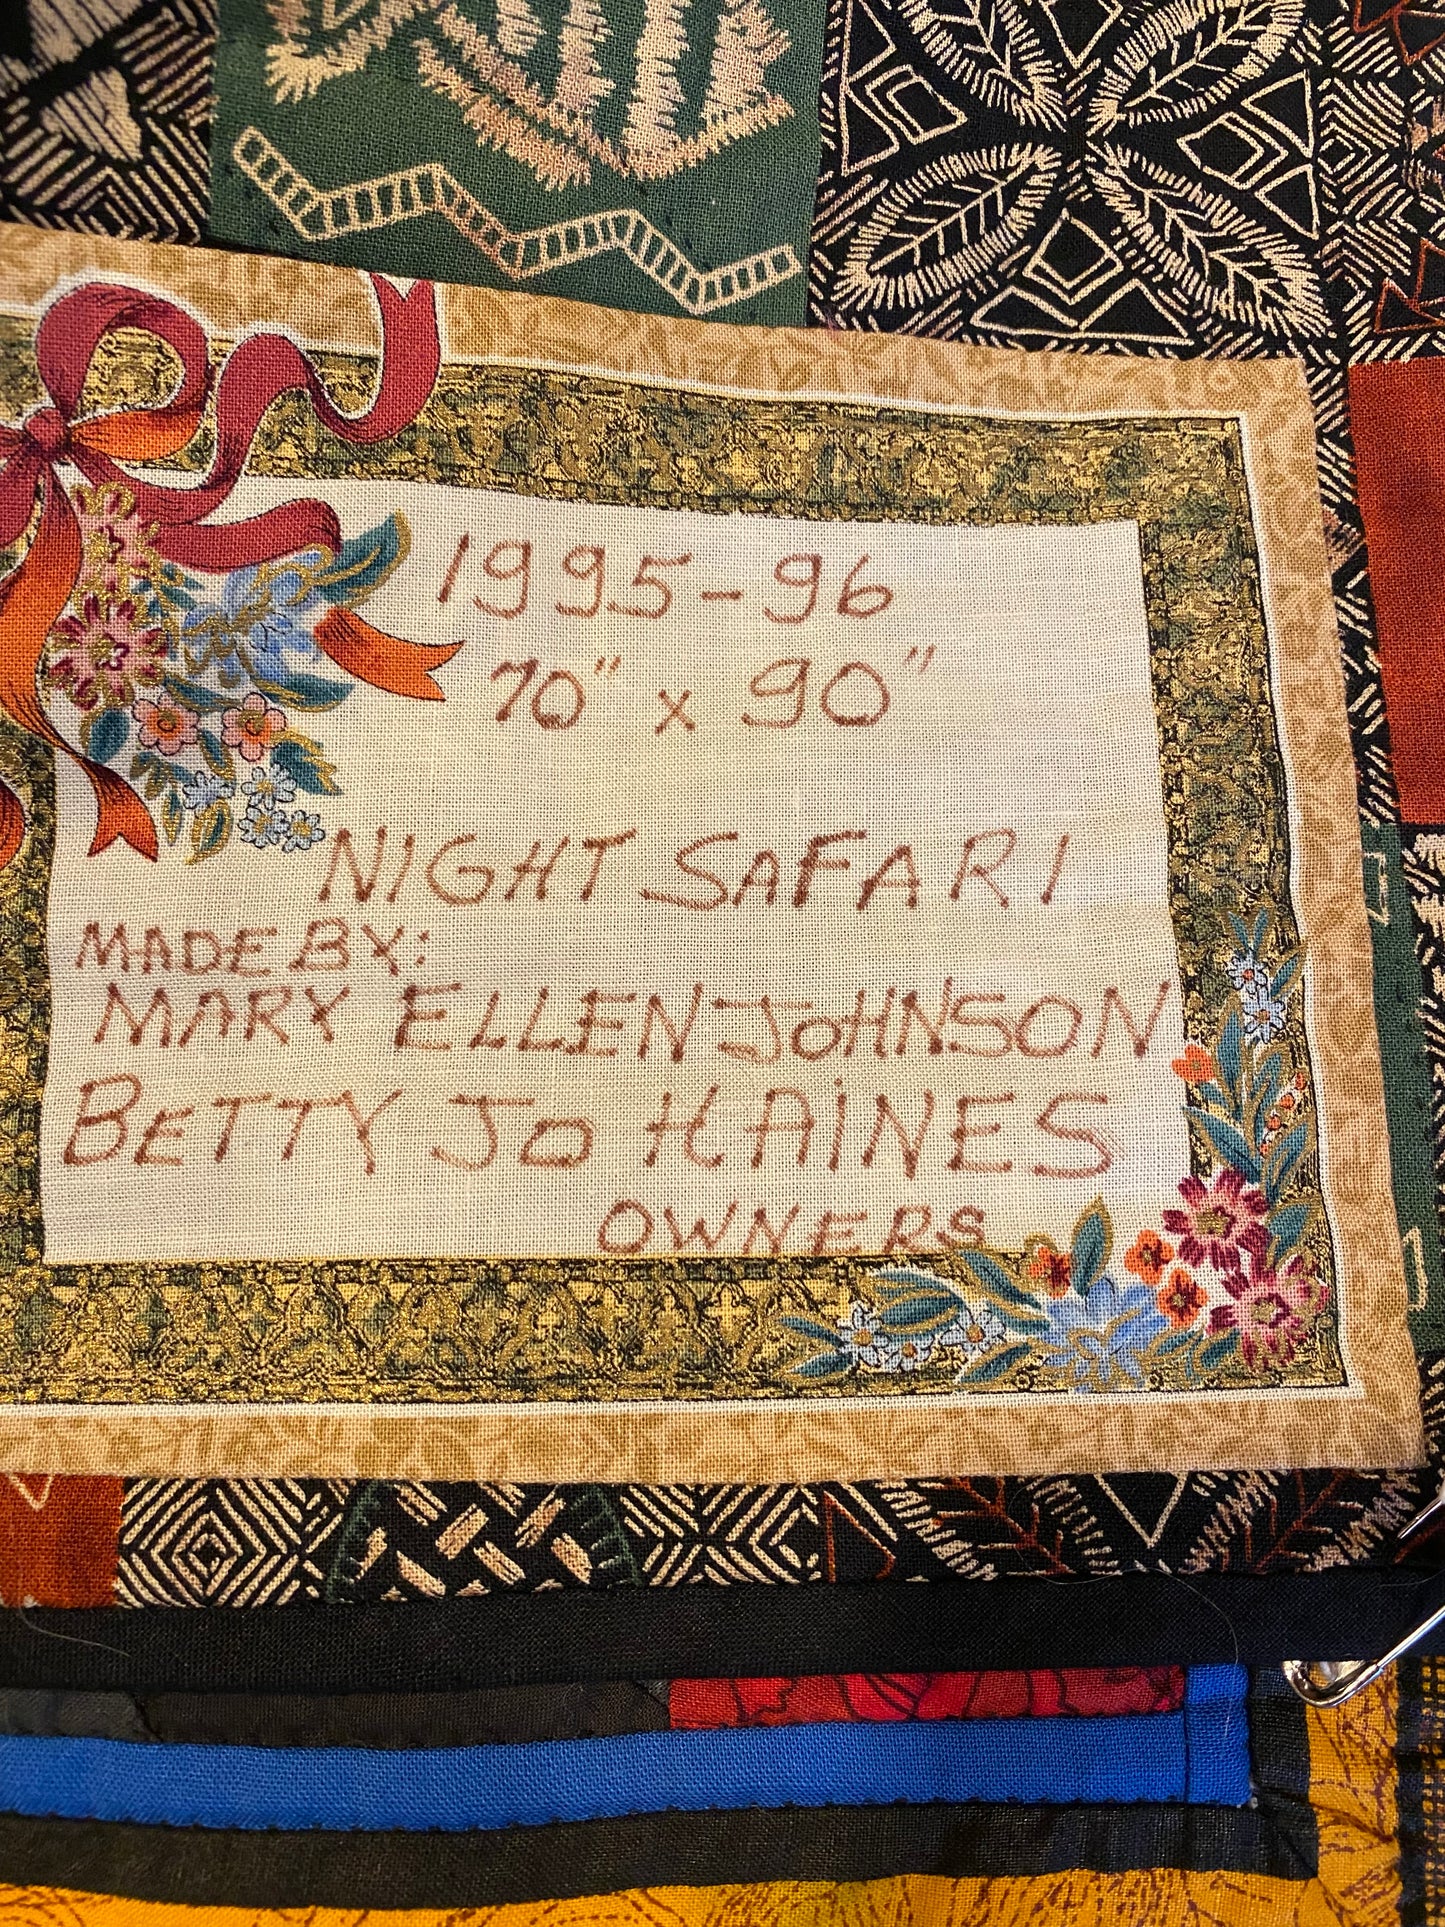 1995-96
70" x 90"
NIGHT SAFARI
MADE BY:
MARY ELLEN JOHNSON
BETTY JO HAINES
OWNERS